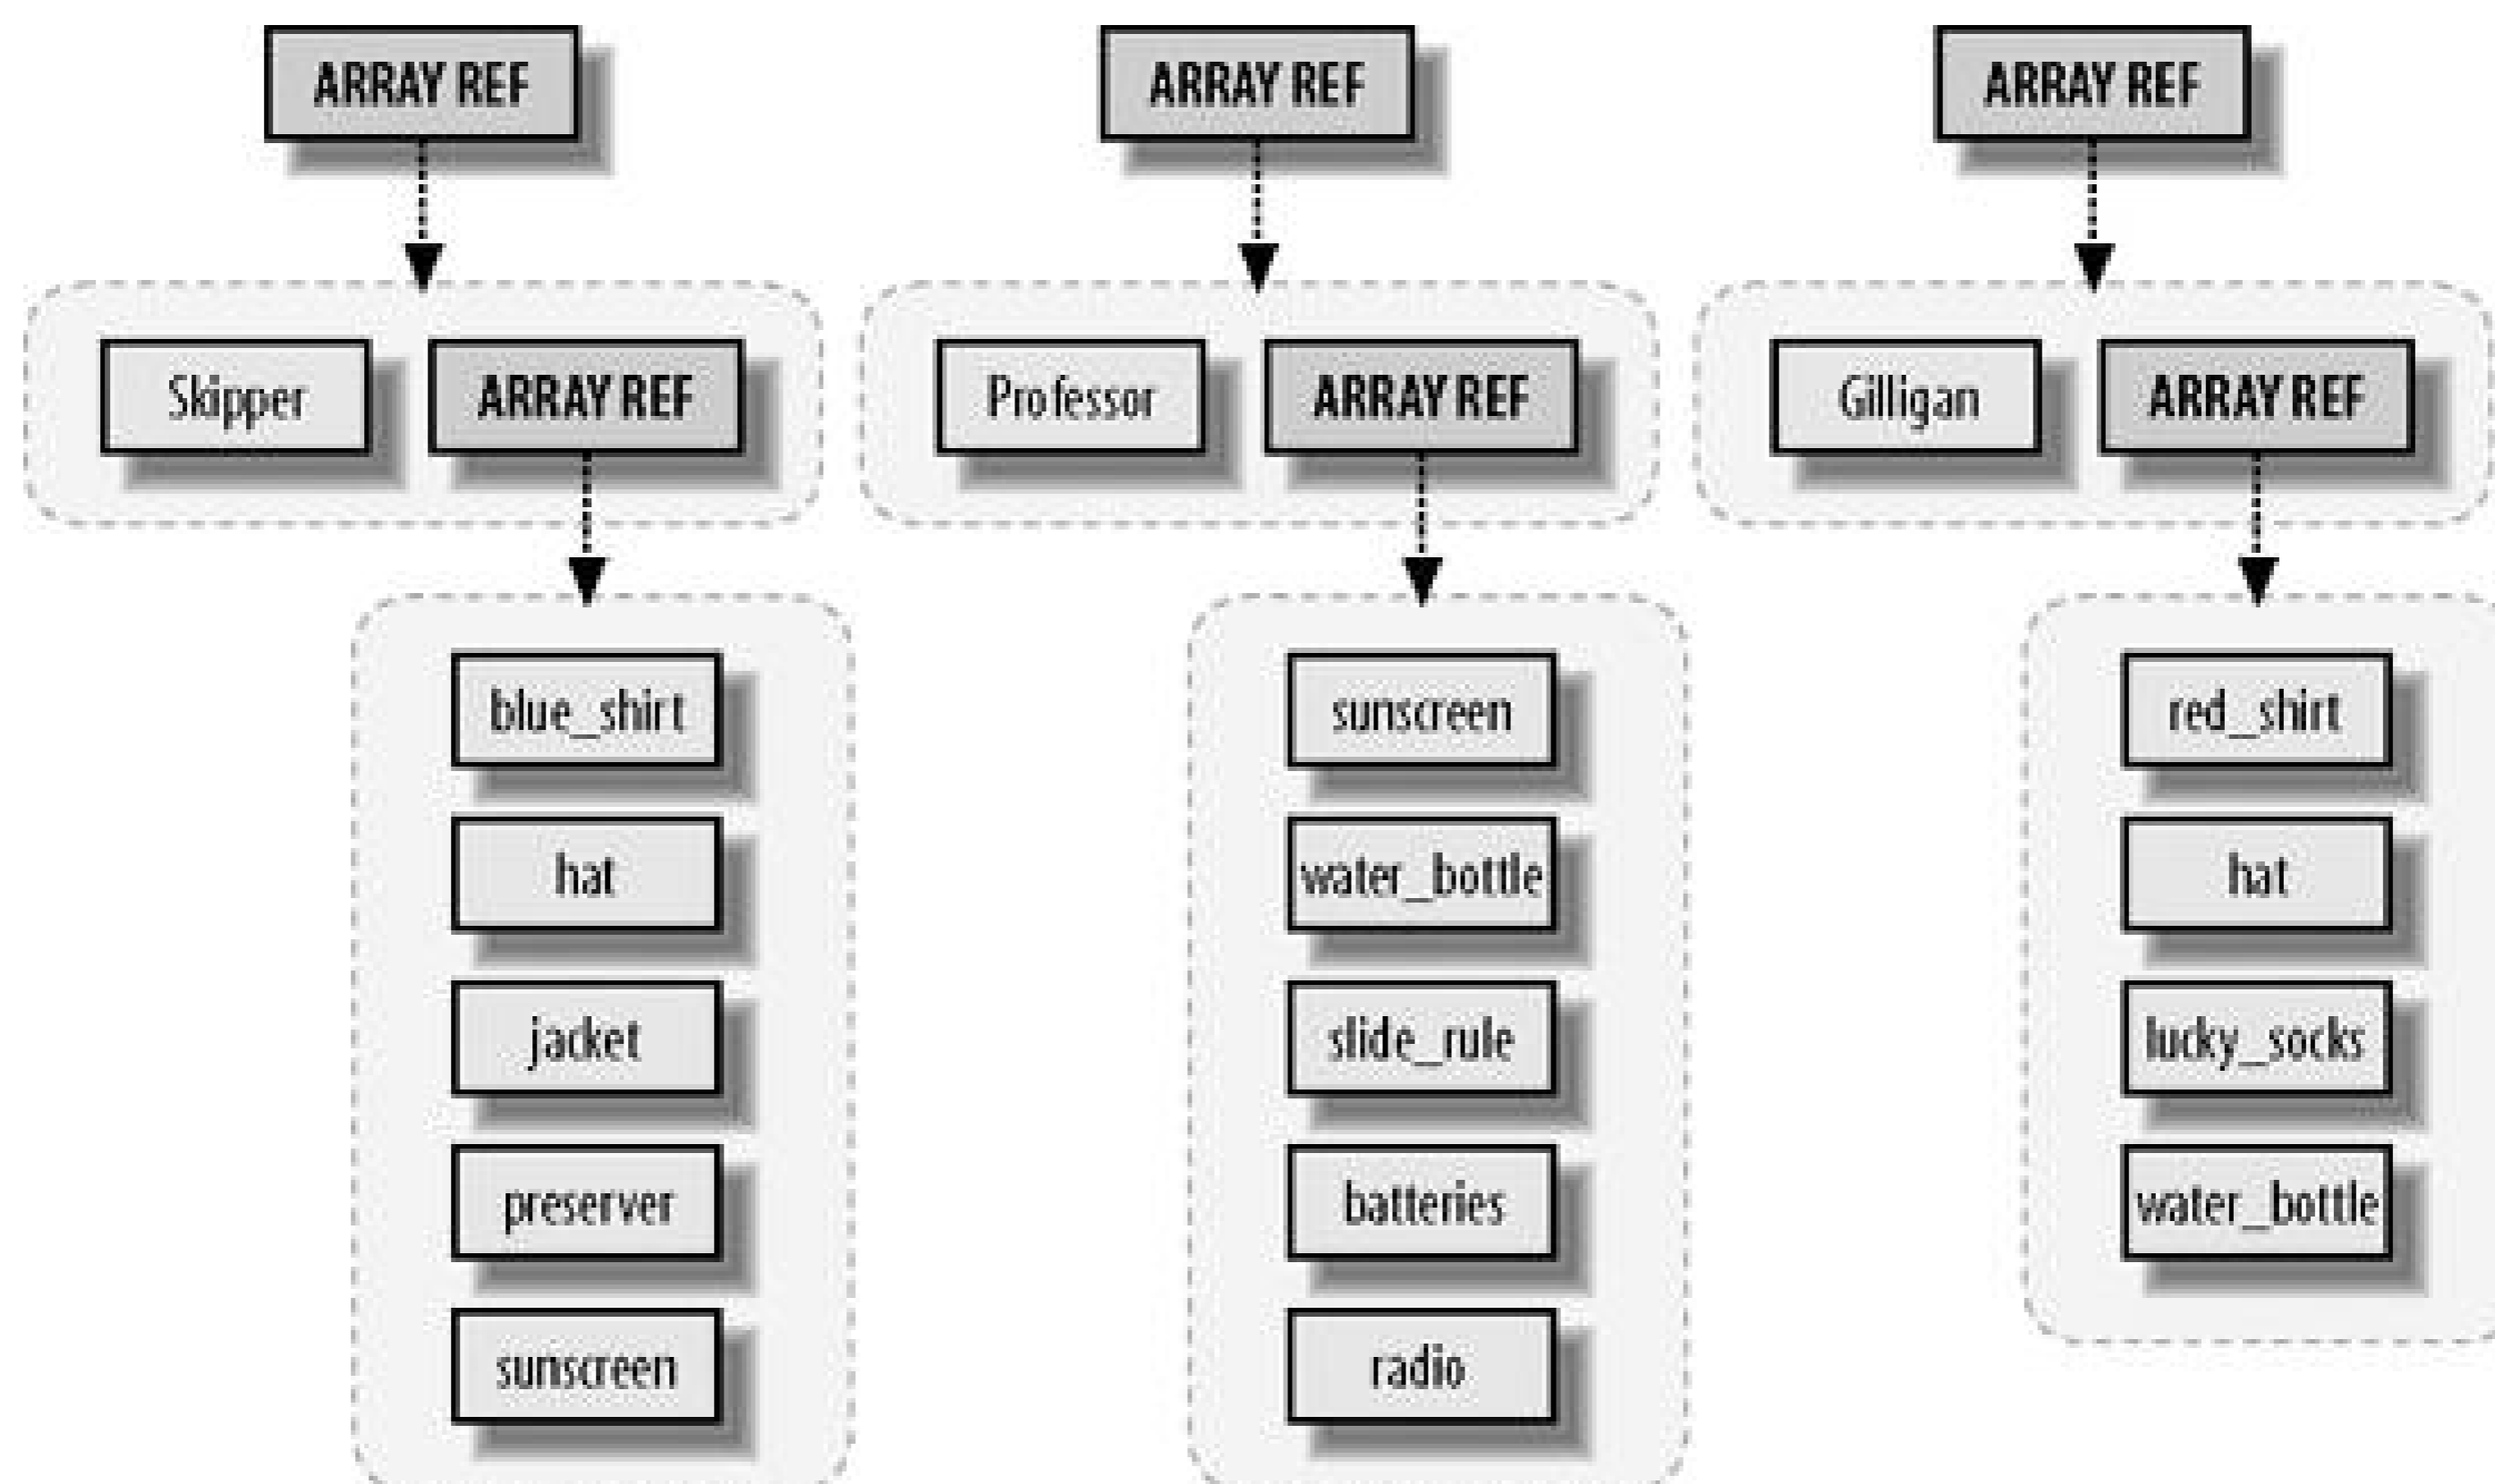 ARRAY REF
ARRAY REF
ARRAY REF
Skipper
ARRAY REF
Professor
ARRAY REF
Gilligan
ARRAY REF
blue_shirt
hat
jacket
preserver
sunscreen
sunscreen
water_bottle
slide_rule
batteries
radio
red_shirt
hat
lucky_socks
water_bottle